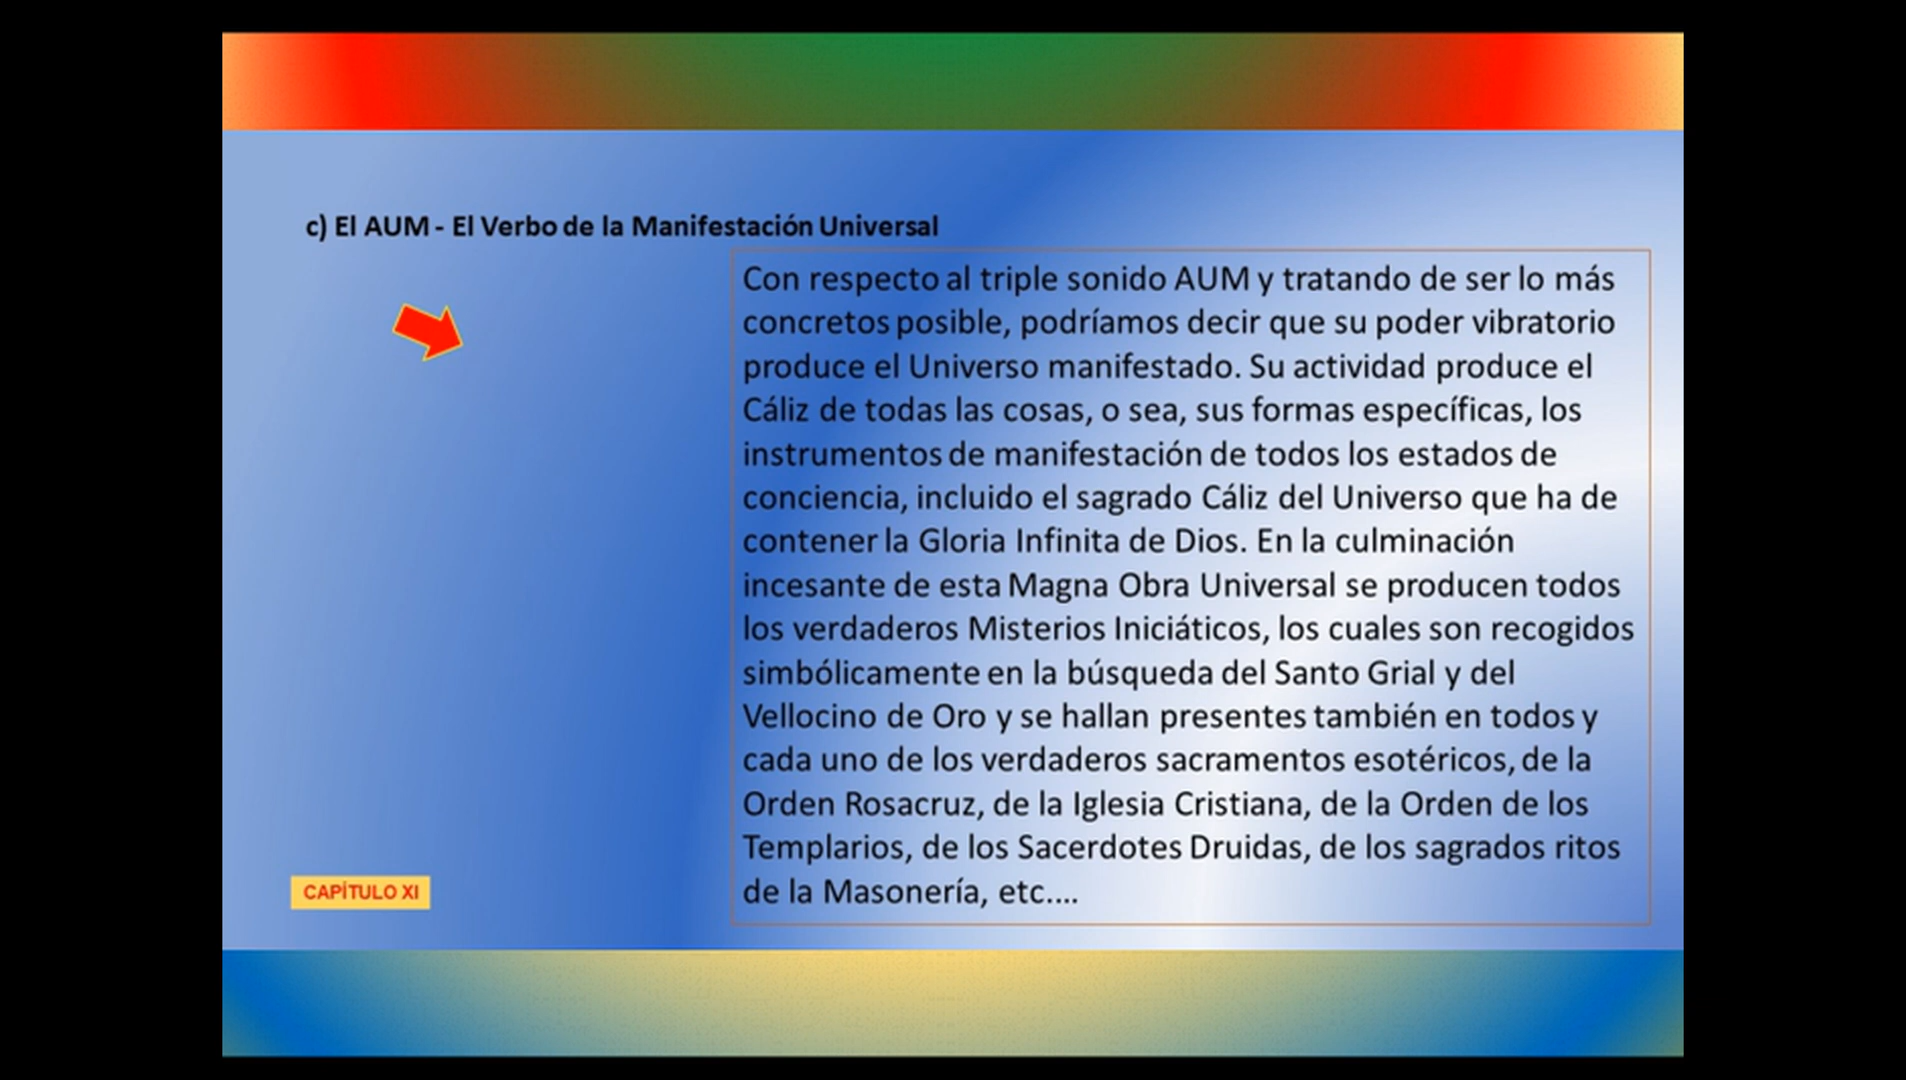 c) El AUM - El Verbo de la Manifestación Universal
Con respecto al triple sonido AUM y tratando de ser lo más
concretos posible, podríamos decir que su poder vibratorio
produce el Universo manifestado. Su actividad produce el
Cáliz de todas las cosas, o sea, sus formas específicas, los
instrumentos de manifestación de todos los estados de
conciencia, incluido el sagrado Cáliz del Universo que ha de
contener la Gloria Infinita de Dios. En la culminación
incesante de esta Magna Obra Universal se producen todos
los verdaderos Misterios Iniciáticos, los cuales son recogidos
simbólicamente en la búsqueda del Santo Grial y del
Vellocino de Oro y se hallan presentes también en todos y
cada uno de los verdaderos sacramentos esotéricos, de la
Orden Rosacruz, de la Iglesia Cristiana, de la Orden de los
Templarios, de los Sacerdotes Druidas, de los sagrados ritos
de la Masonería, etc....
CAPÍTULO XI